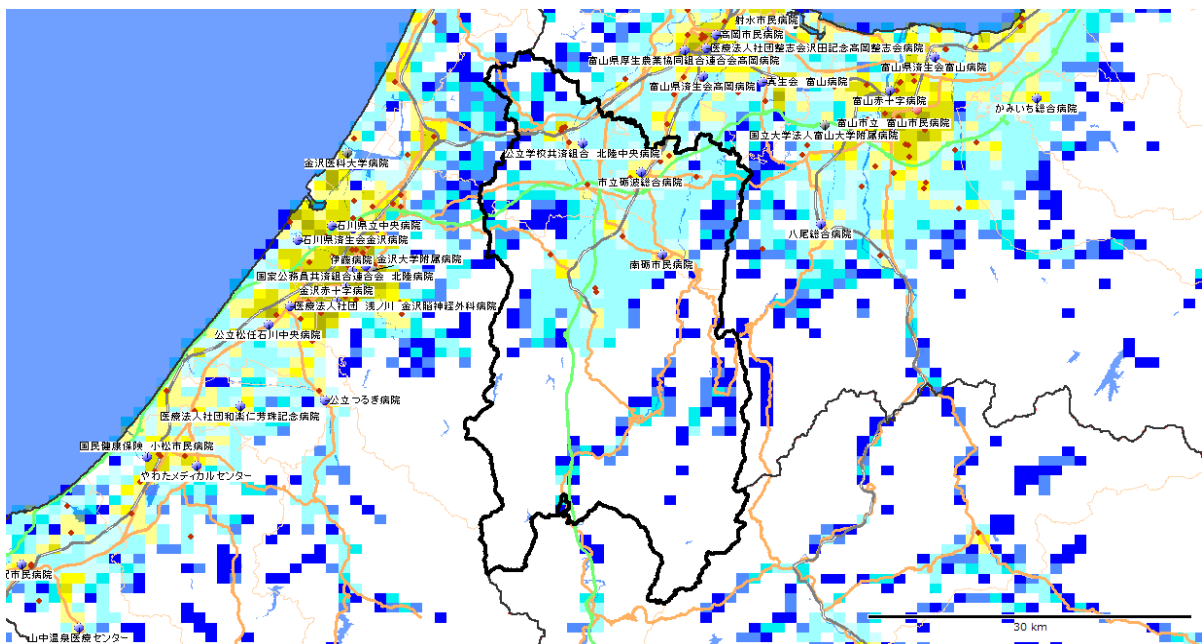 射水市民病院
高岡市民病院
医療法人社団整志会沢田記念高岡整志会病院
富山県厚生農業協同組合連合会高岡病院
富山県済生会富山病院
富山県済生会高岡病院
真生会 富山病院
富山赤十字病院
かみいち総合病院
富山市立 富山市民病院
国立大学法人富山大学附属病院
公立学校共済組合 北陸中央病院
金沢医科大学病院
市立砺波総合病院
石川県立中央病院
八尾総合病院
石川県済生会金沢病院
伊藤病院
金沢大学附属病院
南砺市民病院
国家公務員共済組合連合会 北陸病院
金沢赤十字病院
医療法人社団 浅ノ川 金沢脳神経外科病院
公立松任石川中央病院
公立つるぎ病院
医療法人社団和楽仁芳珠記念病院
国民健康保険 小松市民病院
やわたメディカルセンター
沢市民病院
山中温泉医療センター
30 km